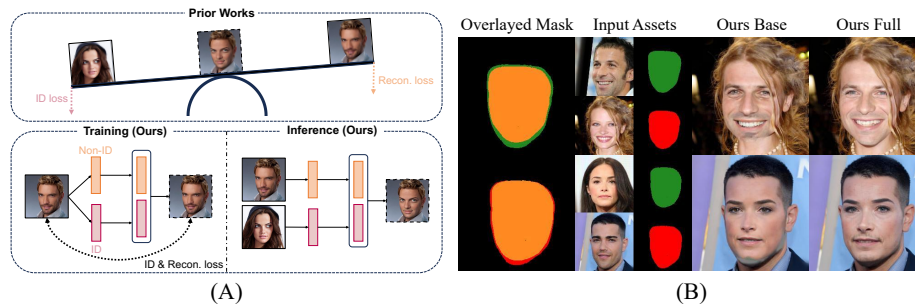 Prior Works
ID loss
Recon. loss
Training (Ours)
Inference (Ours)
Non-ID
ID
ID & Recon. loss
(A)
Overlayed Mask
Input Assets
Ours Base
Ours Full
(B)